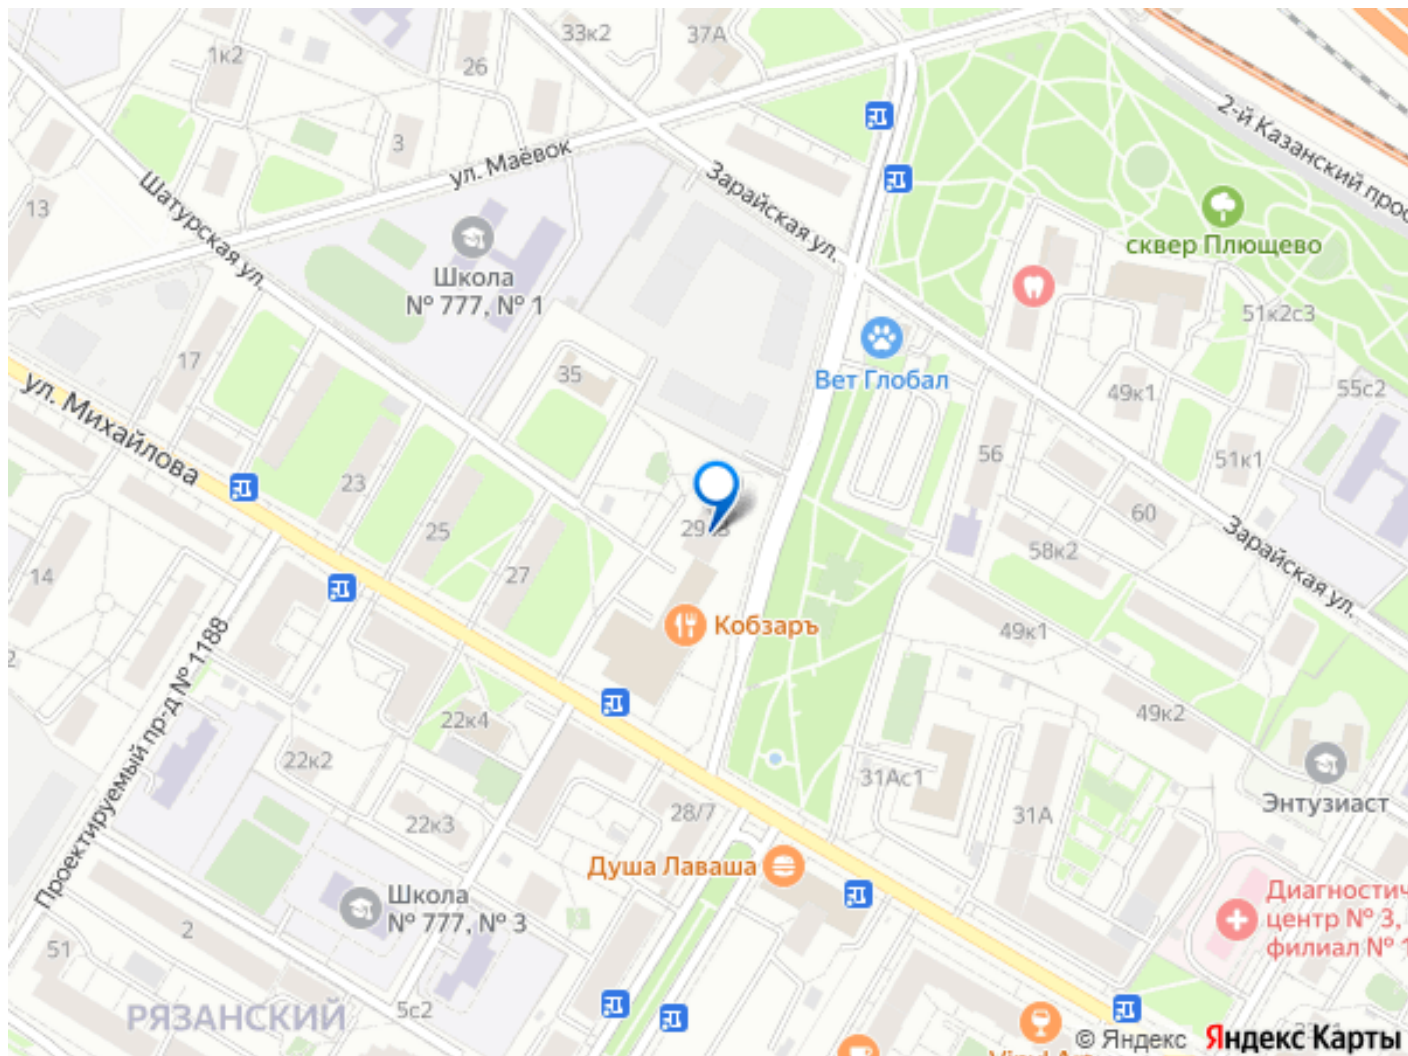 33к2
37А
1к2
26
2-й Казанский прос
3
ул. Маёвок
Зарайская ул.
Шатурская ул.
13
сквер Плющево
Школа
№ 777, № 1
51к2с3
17
35
Вет Глобал
49к1
55с2
ул. Михайлова
23
56
51к1
25
60
Зарайская ул.
58к2
14
27
Кобзаръ
49к1
Проектируемый пр-д № 1188
22к4
49к2
22к2
31Ас1
Энтузиаст
22к3
28/7
31А
Душа Лаваша
Школа
№ 777, № 3
Диагностич
центр № 3,
филиал № 1
2
51
5с2
РЯЗАНСКИЙ
© Яндекс Яндекс Карты